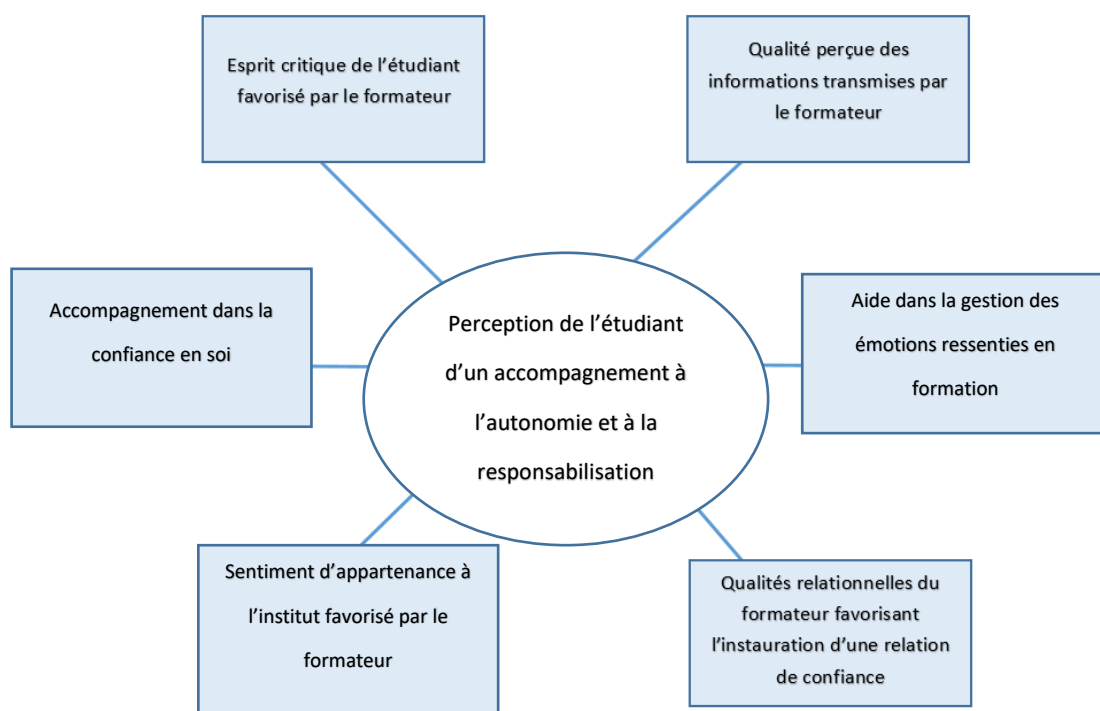 Esprit critique de l’étudiant
favorisé par le formateur
Qualité perçue des
informations transmises par
le formateur
Accompagnement dans la
confiance en soi
Perception de l’étudiant
d’un accompagnement à
l’autonomie et à la
responsabilisation
Aide dans la gestion des
émotions ressenties en
formation
Sentiment d’appartenance à
l’institut favorisé par le
formateur
Qualités relationnelles du
formateur favorisant
l’instauration d’une relation
de confiance